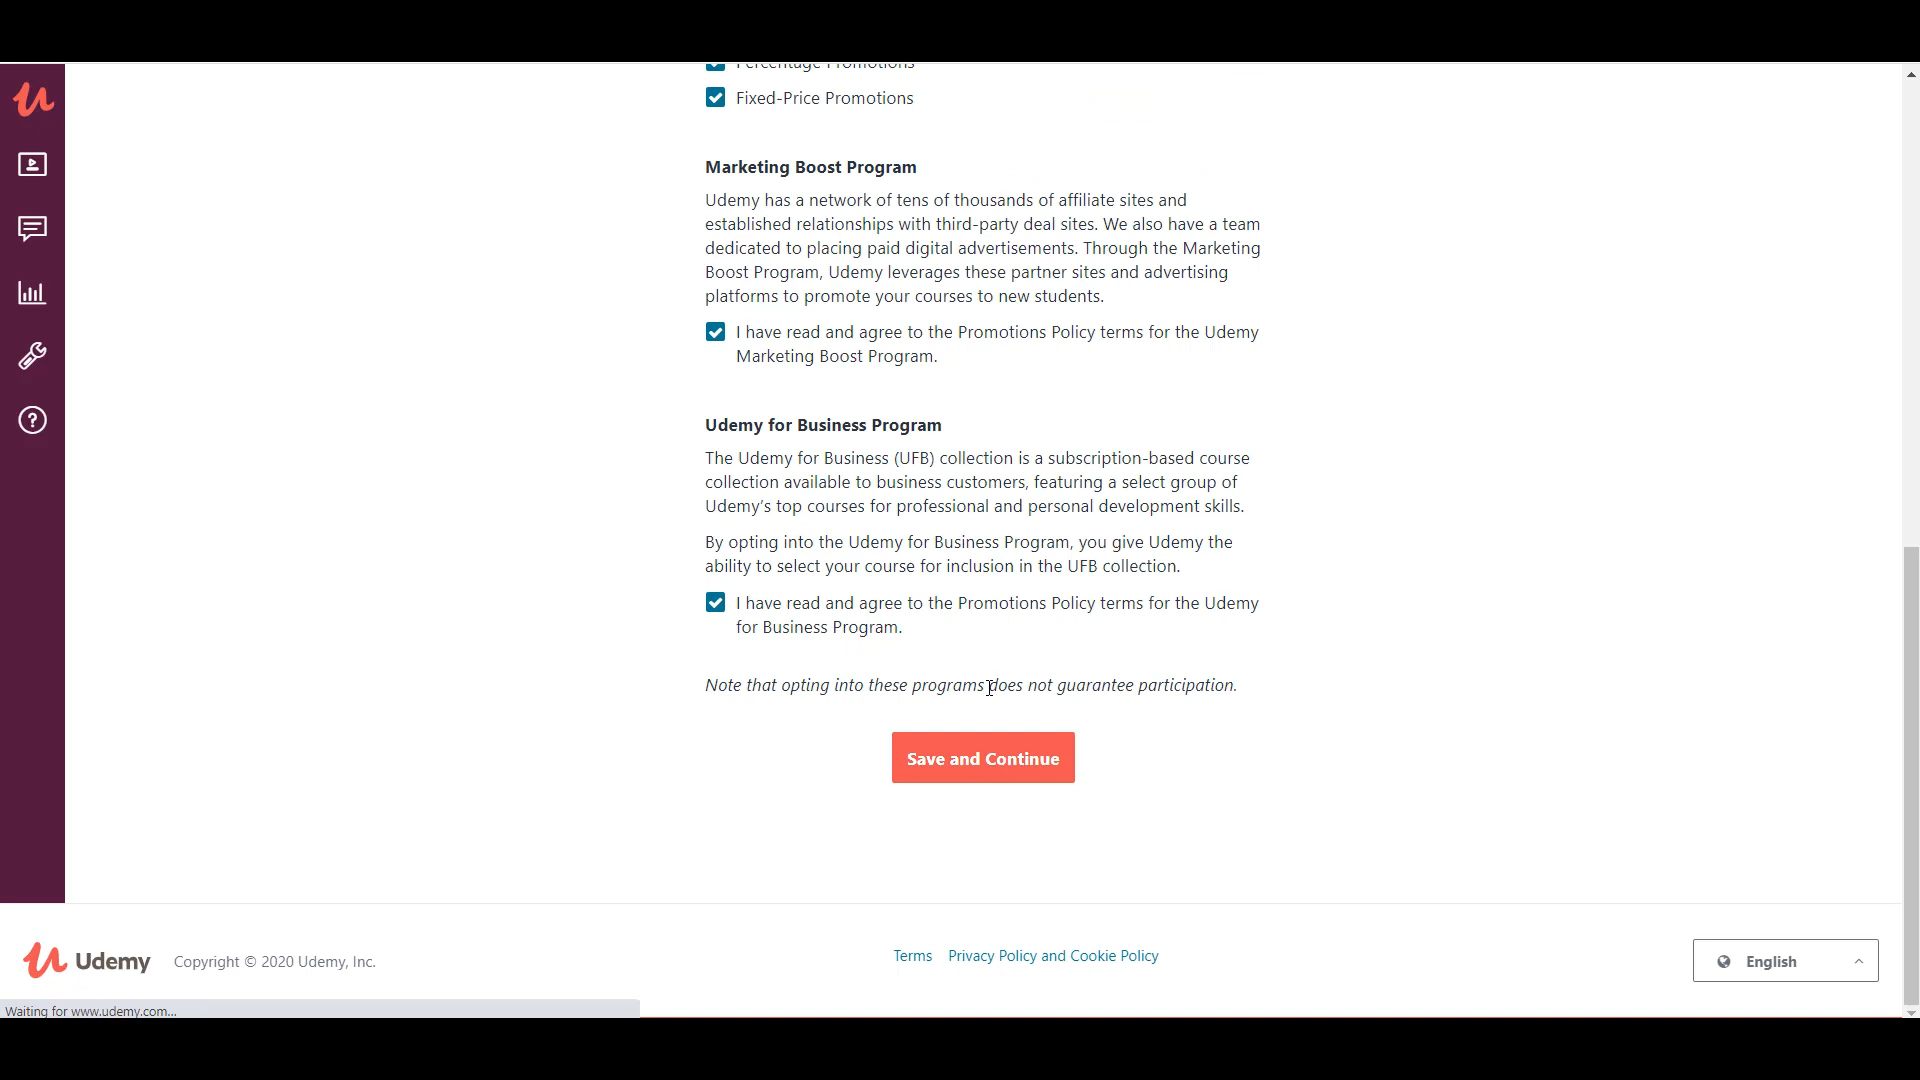 Percentage Promotions
Fixed-Price Promotions
Marketing Boost Program
Udemy has a network of tens of thousands of affiliate sites and
established relationships with third-party deal sites. We also have a team
dedicated to placing paid digital advertisements. Through the Marketing
Boost Program, Udemy leverages these partner sites and advertising
platforms to promote your courses to new students.
I have read and agree to the Promotions Policy terms for the Udemy
Marketing Boost Program.
Udemy for Business Program
The Udemy for Business (UFB) collection is a subscription-based course
collection available to business customers, featuring a select group of
Udemy’s top courses for professional and personal development skills.
By opting into the Udemy for Business Program, you give Udemy the
ability to select your course for inclusion in the UFB collection.
I have read and agree to the Promotions Policy terms for the Udemy
for Business Program.
Note that opting into these programs does not guarantee participation.
Save and Continue
Udemy Copyright © 2020 Udemy, Inc. Terms Privacy Policy and Cookie Policy English
Waiting for www.udemy.com...